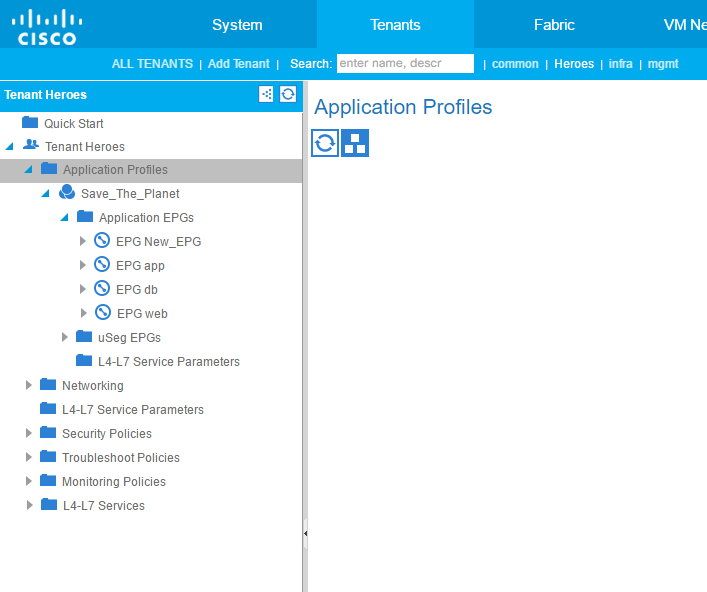 CISCO
System Tenants Fabric VM Ne
ALL TENANTS | Add Tenant | Search: enter name, descr | common | Heroes | infra | mgmt
Tenant Heroes
Application Profiles
Quick Start
Tenant Heroes
Application Profiles
Save_The_Planet
Application EPGs
EPG New_EPG
EPG app
EPG db
EPG web
uSeg EPGs
L4-L7 Service Parameters
Networking
L4-L7 Service Parameters
Security Policies
Troubleshoot Policies
Monitoring Policies
L4-L7 Services